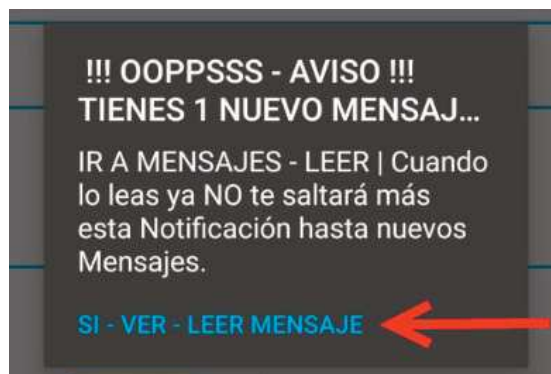 !!! OOPPSSS - AVISO !!!
TIENES 1 NUEVO MENSAJ...
IR A MENSAJES - LEER | Cuando
lo leas ya NO te saltará más
esta Notificación hasta nuevos
Mensajes.
SI - VER - LEER MENSAJE